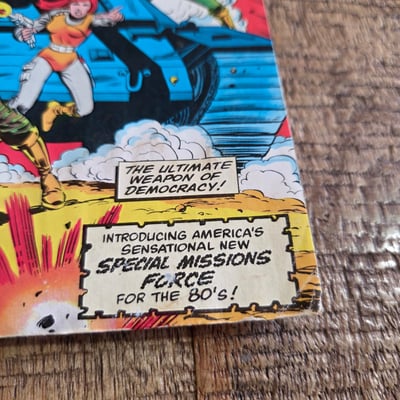 THE ULTIMATE
WEAPON OF
DEMOCRACY!
INTRODUCING AMERICA'S
SENSATIONAL NEW
SPECIAL MISSIONS
FORCE
FOR THE 80's!